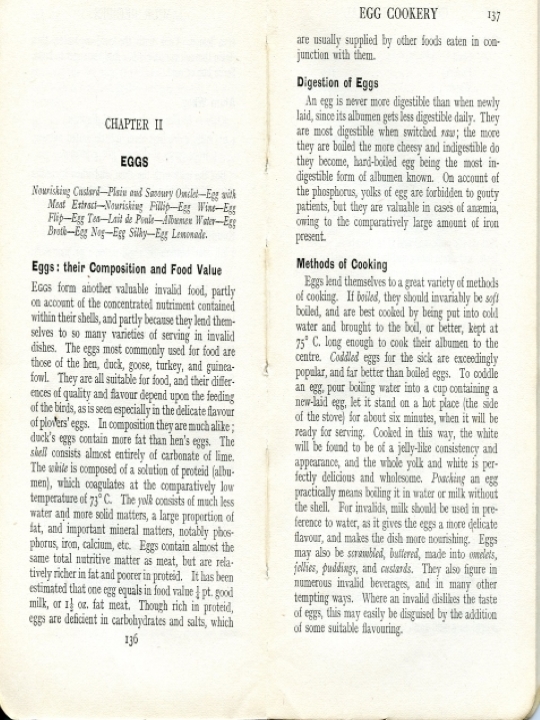 CHAPTER II
EGGS
Nourishing Custard—Plain and Savoury Omelet—Egg with
Meat Extract—Nourishing Fillip—Egg Wine—Egg
Flip—Egg Tea—Lait de Poule—Albumen Water—Egg
Broth—Egg Nog—Egg Silky—Egg Lemonade.
Eggs: their Composition and Food Value
EGGS form another valuable invalid food, partly
on account of the concentrated nutriment contained
within their shells, and partly because they lend them-
selves to so many varieties of serving in invalid
dishes. The eggs most commonly used for food are
those of the hen, duck, goose, turkey, and guinea-
fowl. They are all suitable for food, and their differ-
ences of quality and flavour depend upon the feeding
of the birds, as is seen especially in the delicate flavour
of plovers' eggs. In composition they are much alike;
duck's eggs contain more fat than hen's eggs. The
shell consists almost entirely of carbonate of lime.
The white is composed of a solution of proteid (albu-
men), which coagulates at the comparatively low
temperature of 73° C. The yolk consists of much less
water and more solid matters, a large proportion of
fat, and important mineral matters, notably phos-
phorus, iron, calcium, etc. Eggs contain almost the
same total nutritive matter as meat, but are rela-
tively richer in fat and poorer in proteid. It has been
estimated that one egg equals in food value ½ pt. good
milk, or 1½ oz. fat meat. Though rich in proteid,
eggs are deficient in carbohydrates and salts, which
136
EGG COOKERY 137
are usually supplied by other foods eaten in con-
junction with them.
Digestion of Eggs
An egg is never more digestible than when newly
laid, since its albumen gets less digestible daily. They
are most digestible when switched raw; the more
they are boiled the more cheesy and indigestible do
they become, hard-boiled egg being the most in-
digestible form of albumen known. On account of
the phosphorus, yolks of egg are forbidden to gouty
patients, but they are valuable in cases of anæmia,
owing to the comparatively large amount of iron
present.
Methods of Cooking
Eggs lend themselves to a great variety of methods
of cooking. If boiled, they should invariably be soft
boiled, and are best cooked by being put into cold
water and brought to the boil, or better, kept at
75° C. long enough to cook their albumen to the
centre. Coddled eggs for the sick are exceedingly
popular, and far better than boiled eggs. To coddle
an egg, pour boiling water into a cup containing a
new-laid egg, let it stand on a hot place (the side
of the stove) for about six minutes, when it will be
ready for serving. Cooked in this way, the white
will be found to be of a jelly-like consistency and
appearance, and the whole yolk and white is per-
fectly delicious and wholesome. Poaching an egg
practically means boiling it in water or milk without
the shell. For invalids, milk should be used in pre-
ference to water, as it gives the eggs a more delicate
flavour, and makes the dish more nourishing. Eggs
may also be scrambled, buttered, made into omelets,
jellies, puddings, and custards. They also figure in
numerous invalid beverages, and in many other
tempting ways. Where an invalid dislikes the taste
of eggs, this may easily be disguised by the addition
of some suitable flavouring.